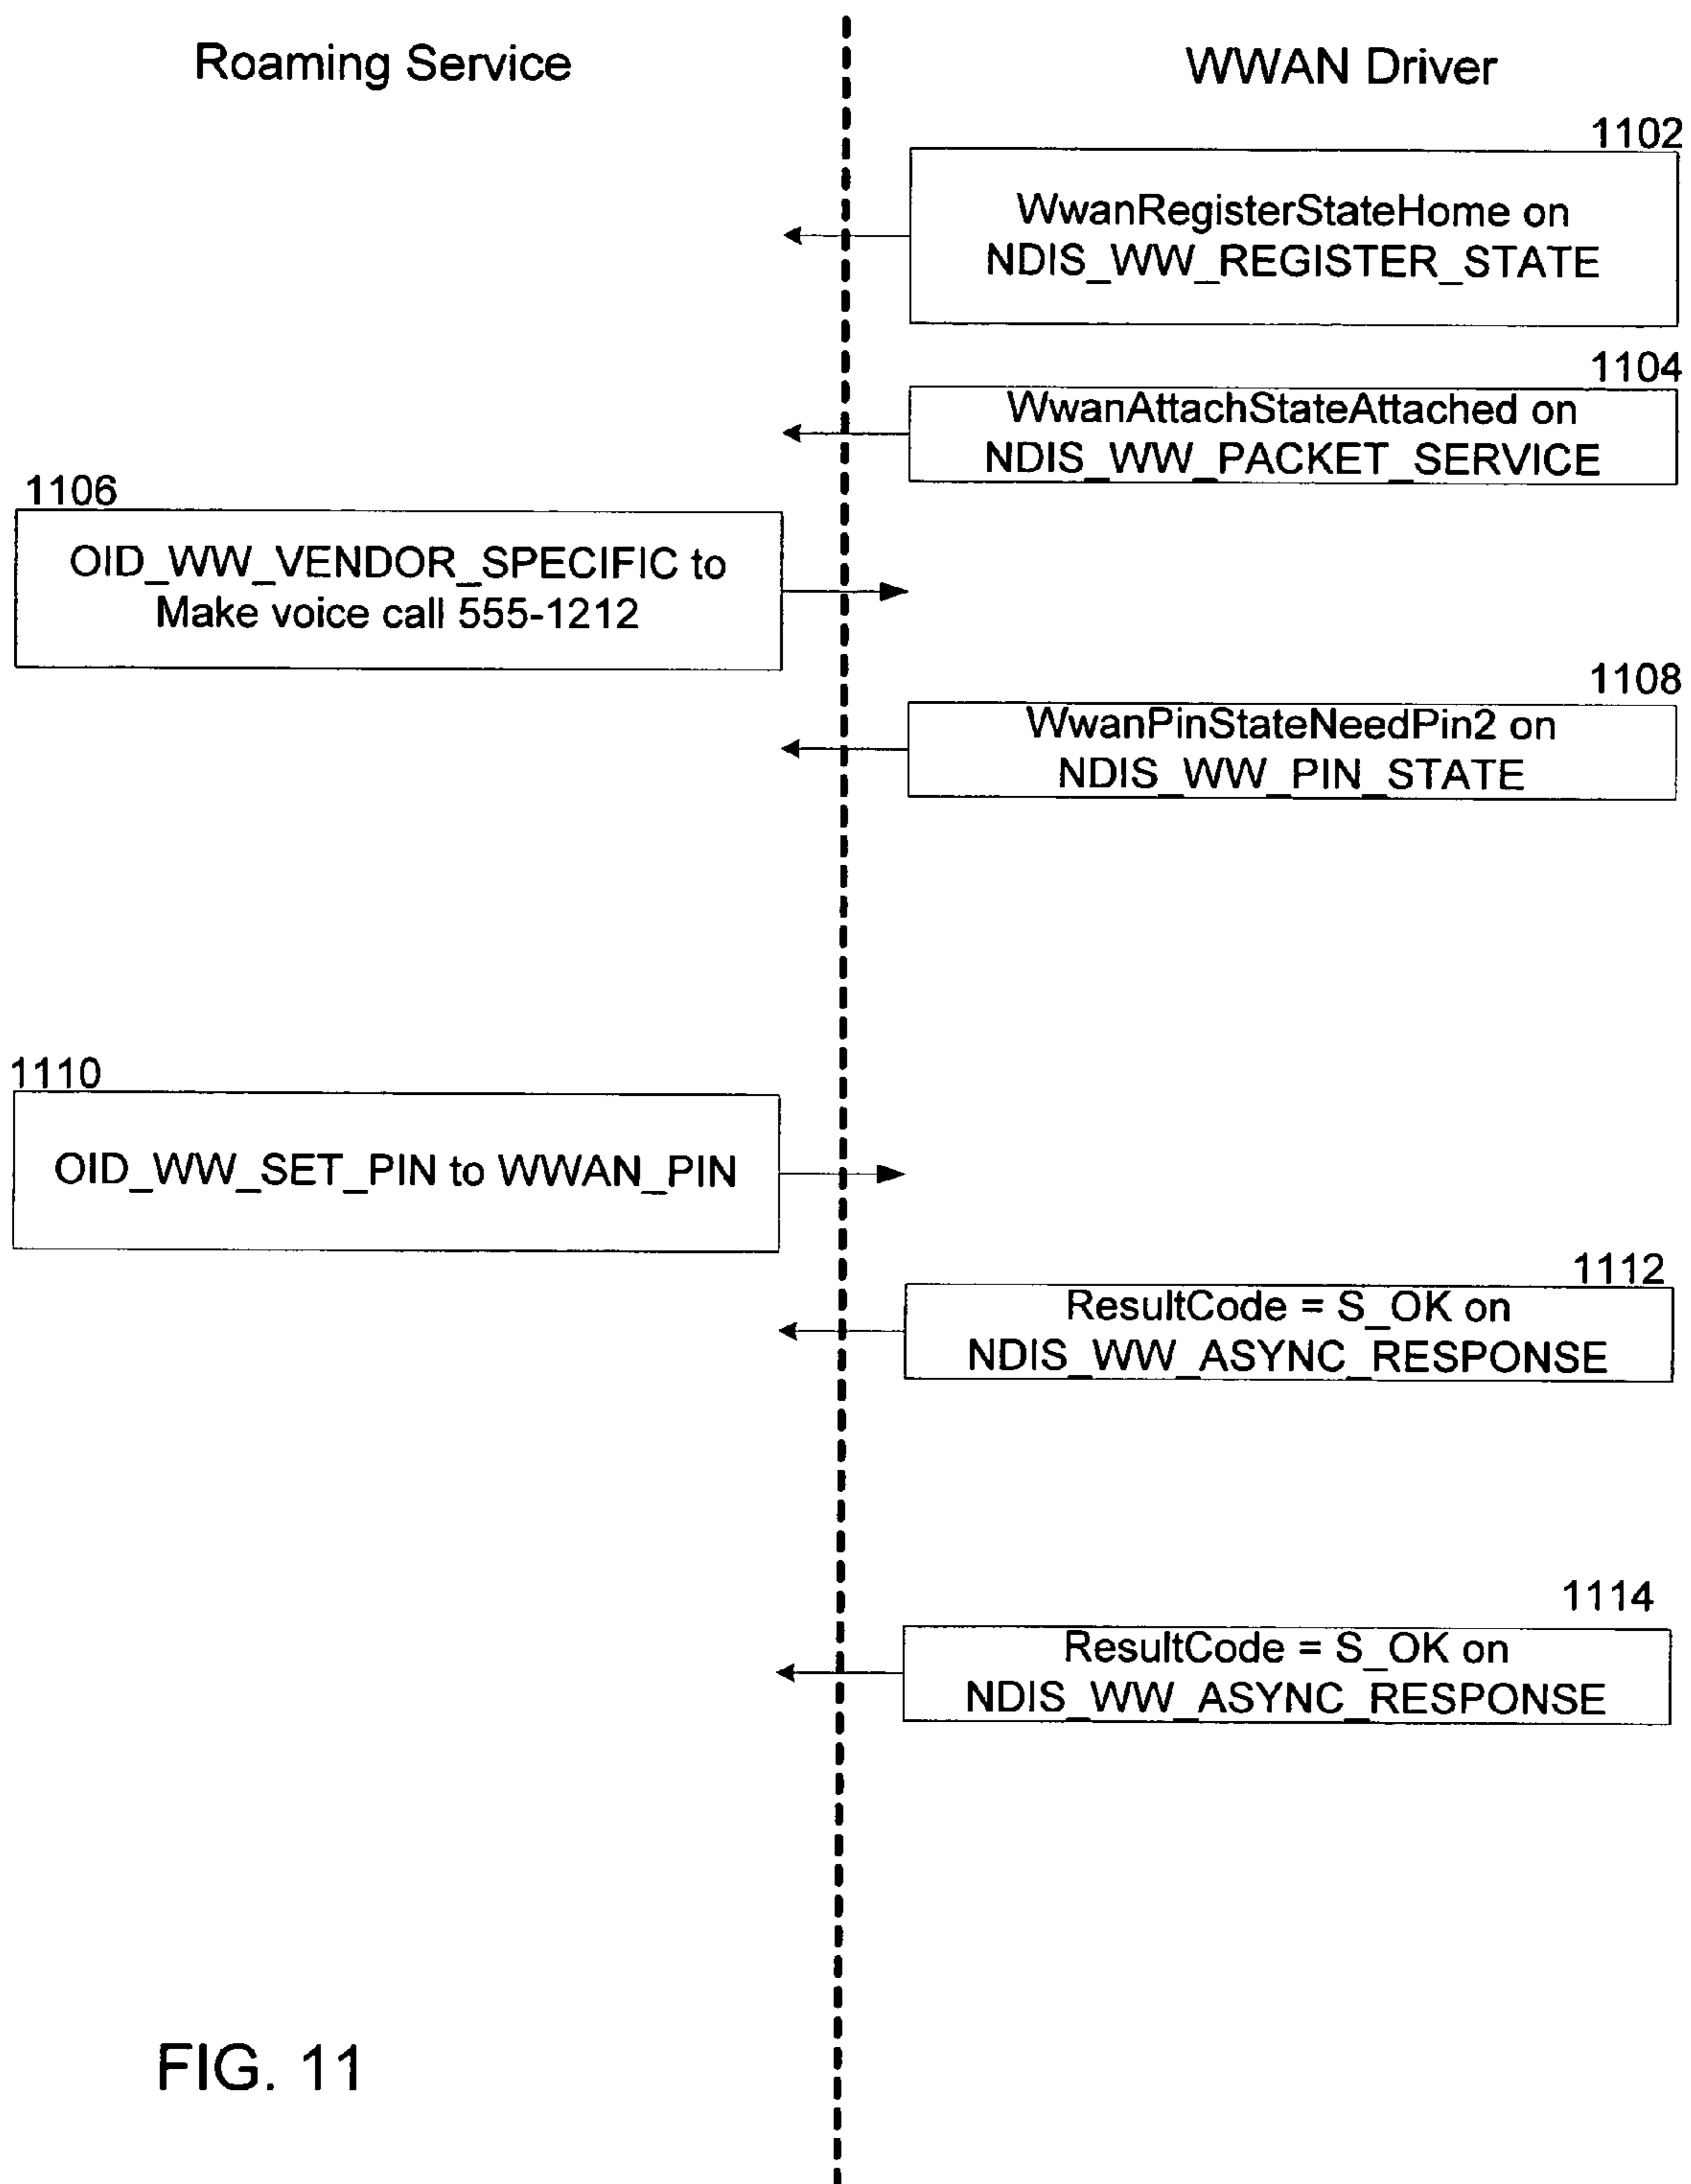 Roaming Service
WWAN Driver
1102
WwanRegisterStateHome on
NDIS_WW_REGISTER_STATE
1104
WwanAttachStateAttached on
NDIS_WW_PACKET_SERVICE
1106
OID_WW_VENDOR_SPECIFIC to
Make voice call 555-1212
1108
WwanPinStateNeedPin2 on
NDIS_WW_PIN_STATE
1110
OID_WW_SET_PIN to WWAN_PIN
1112
ResultCode = S_OK on
NDIS_WW_ASYNC_RESPONSE
1114
ResultCode = S_OK on
NDIS_WW_ASYNC_RESPONSE
FIG. 11